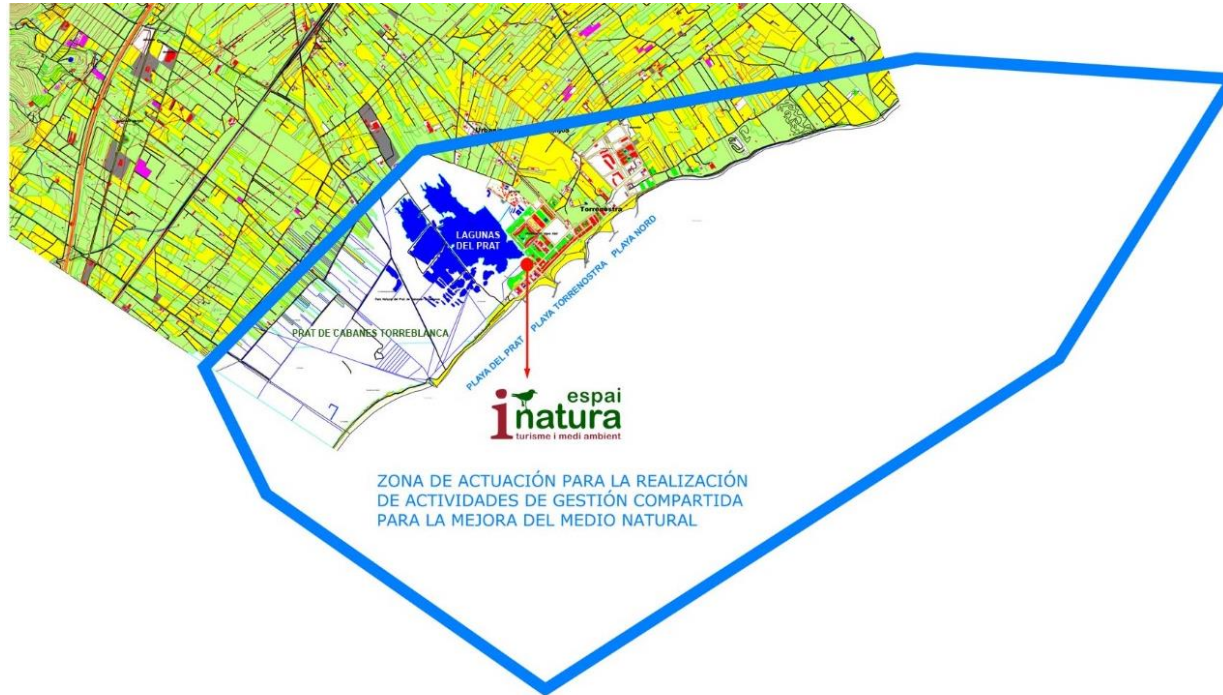 LAGUNAS
DEL PRAT
Torrenostra
PRAT DE CABANES TORREBLANCA
PLAYA DEL PRAT
PLAYA TORRENOSTRA
PLAYA NORD
espai
inatura
turisme i medi ambient
ZONA DE ACTUACIÓN PARA LA REALIZACIÓN
DE ACTIVIDADES DE GESTIÓN COMPARTIDA
PARA LA MEJORA DEL MEDIO NATURAL